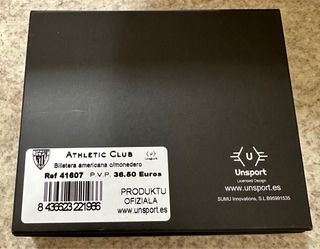 ATHLETIC CLUB
Billetera americana c/monedero
Unsport
Ref 41607 P.V.P. 36.50 Euros
PRODUKTU
OFIZIALA
www.unsport.es
8 436623 221966
U
Unsport
Licensed Design
www.unsport.es
SUMU Innovations, S.L.B95991535